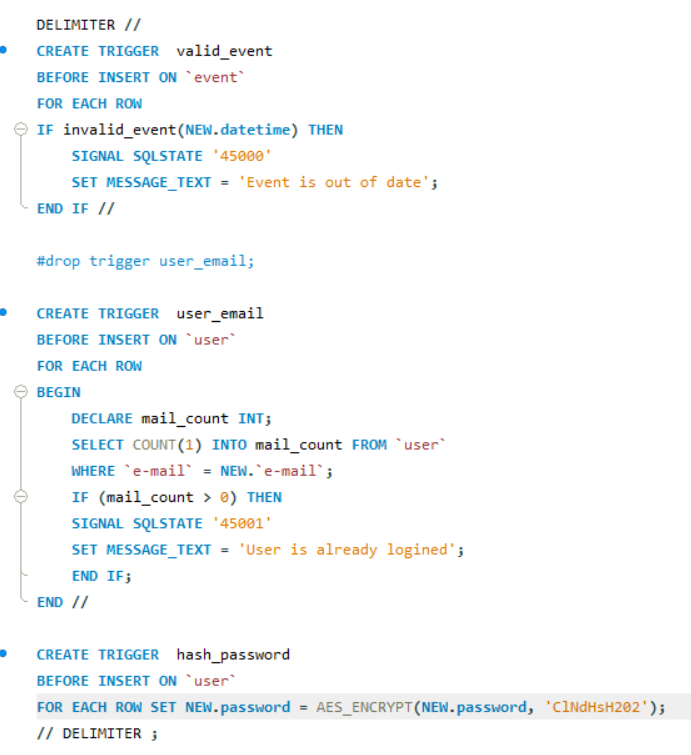 DELIMITER //
CREATE TRIGGER  valid_event
BEFORE INSERT ON `event`
FOR EACH ROW
IF invalid_event(NEW.datetime) THEN
    SIGNAL SQLSTATE '45000'
    SET MESSAGE_TEXT = 'Event is out of date';
END IF //

#drop trigger user_email;

CREATE TRIGGER  user_email
BEFORE INSERT ON `user`
FOR EACH ROW
BEGIN
    DECLARE mail_count INT;
    SELECT COUNT(1) INTO mail_count FROM `user`
    WHERE `e-mail` = NEW.`e-mail`;
    IF (mail_count > 0) THEN
    SIGNAL SQLSTATE '45001'
    SET MESSAGE_TEXT = 'User is already logined';
    END IF;
END //

CREATE TRIGGER  hash_password
BEFORE INSERT ON `user`
FOR EACH ROW SET NEW.password = AES_ENCRYPT(NEW.password, 'ClNdHsH202');
// DELIMITER ;